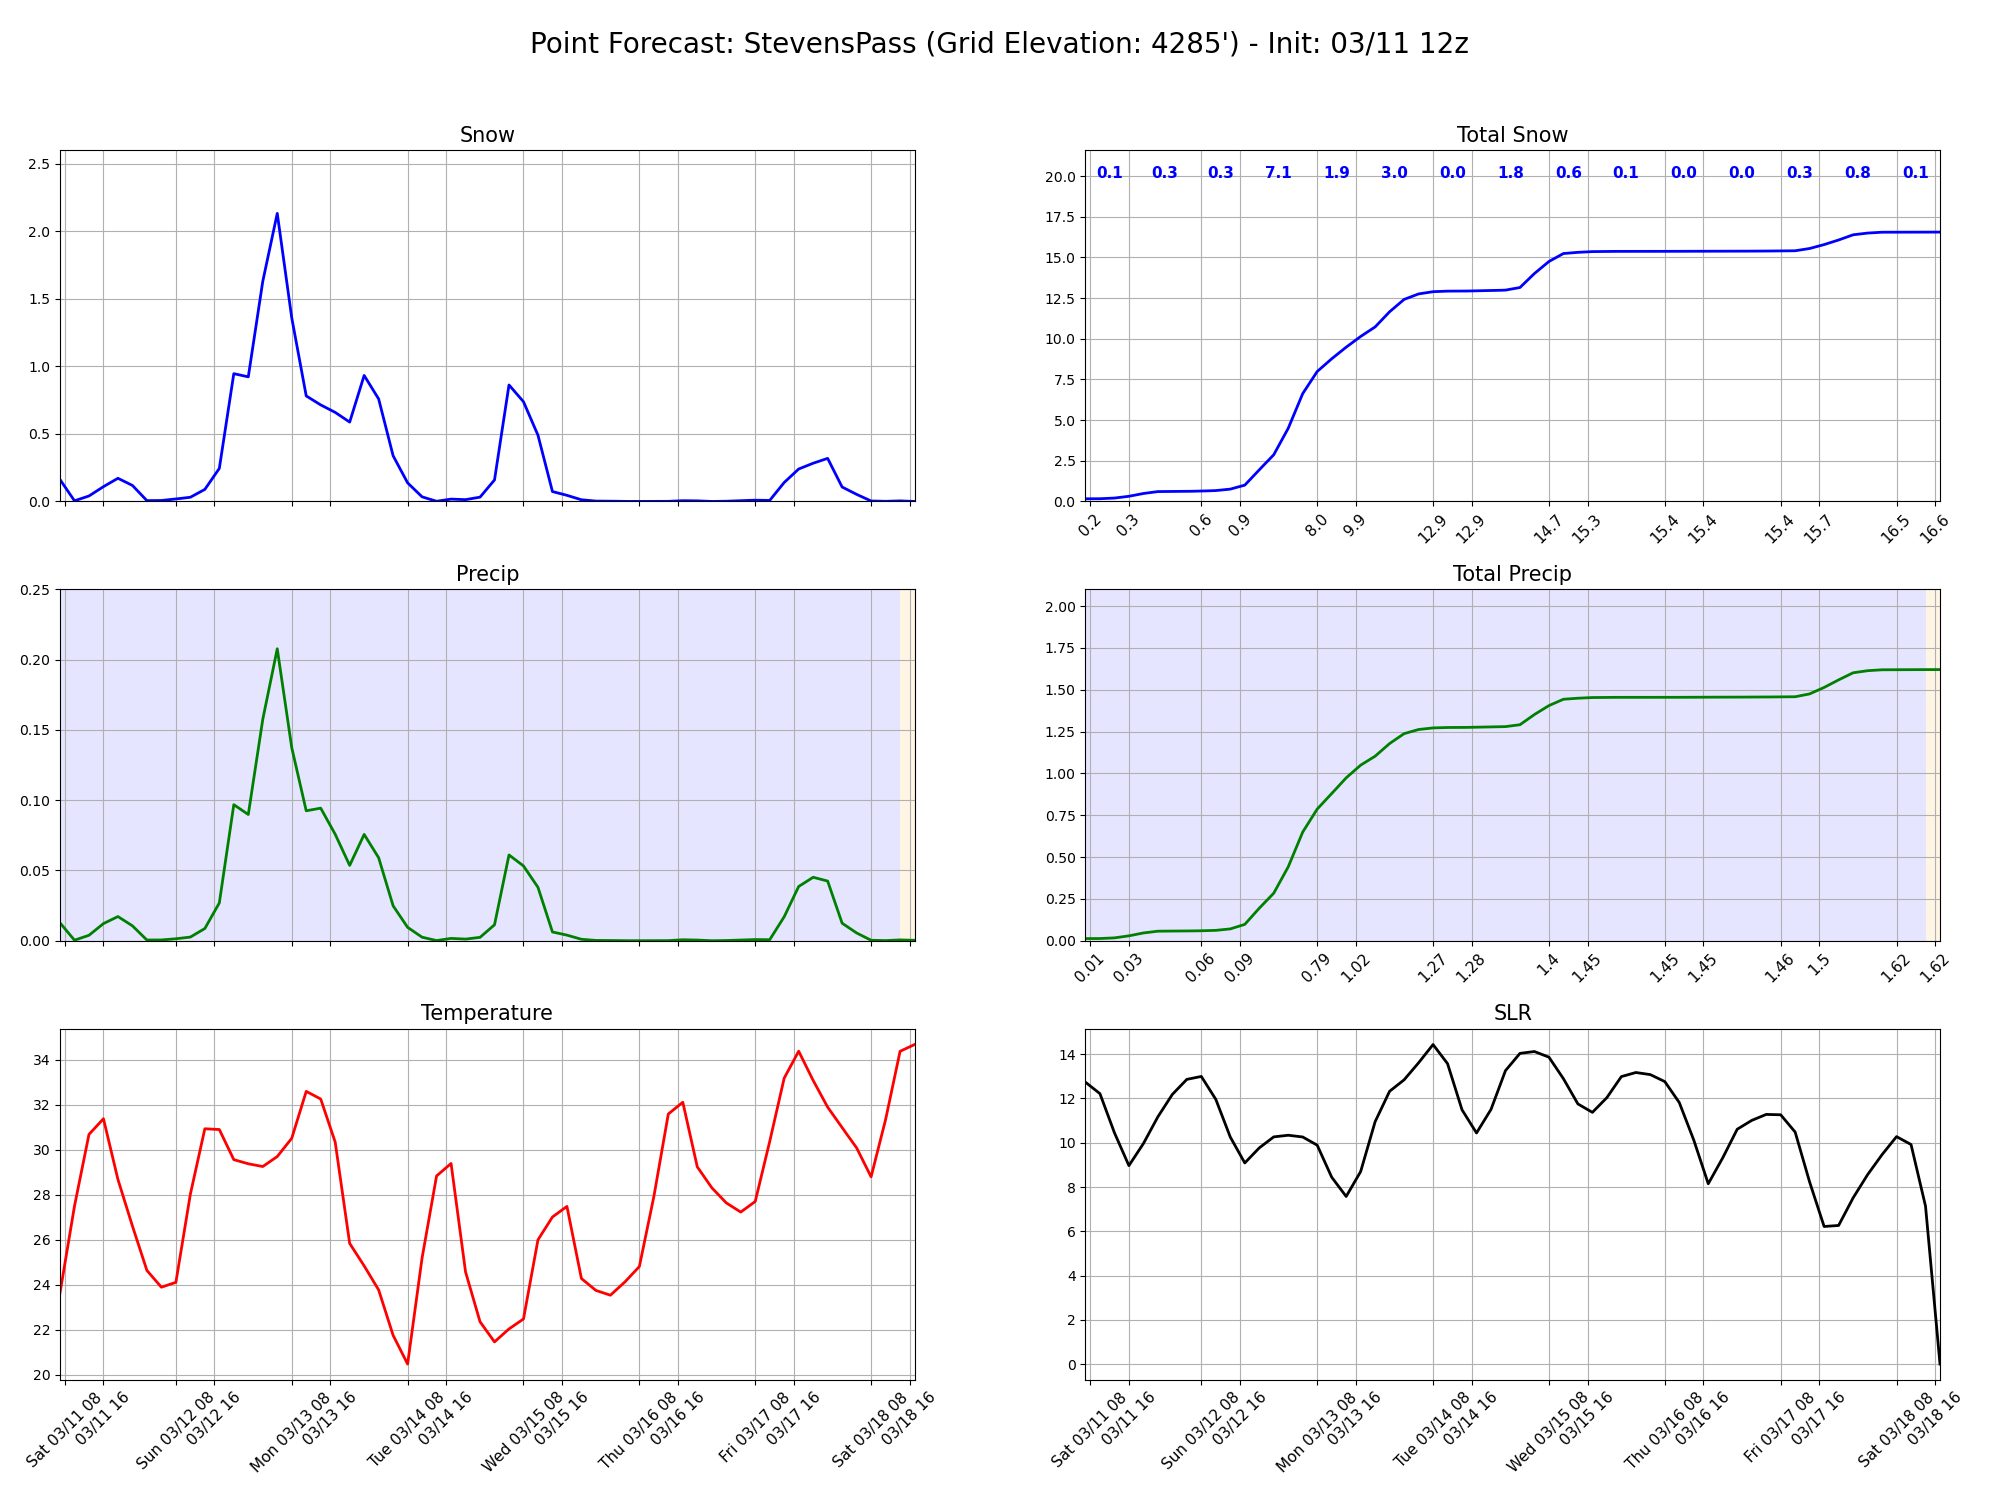 Point Forecast: StevensPass (Grid Elevation: 4285') - Init: 03/11 12z
Snow
2.5
2.0
1.5
1.0
0.5
0.0
Total Snow
0.1 0.3 0.3 7.1 1.9 3.0 0.0 1.8 0.6 0.1 0.0 0.0 0.3 0.8 0.1
20.0
17.5
15.0
12.5
10.0
7.5
5.0
2.5
0.0
0.2 0.3 0.6 0.9 8.0 9.9 12.9 12.9 14.7 15.3 15.4 15.4 15.4 15.7 16.5 16.6
Precip
0.25
0.20
0.15
0.10
0.05
0.00
Total Precip
2.00
1.75
1.50
1.25
1.00
0.75
0.50
0.25
0.00
0.01 0.03 0.06 0.09 0.79 1.02 1.27 1.28 1.4 1.45 1.45 1.45 1.46 1.5 1.62 1.62
Temperature
34
32
30
28
26
24
22
20
Sat 03/11 08
03/11 16
Sun 03/12 08
03/12 16
Mon 03/13 08
03/13 16
Tue 03/14 08
03/14 16
Wed 03/15 08
03/15 16
Thu 03/16 08
03/16 16
Fri 03/17 08
03/17 16
Sat 03/18 08
03/18 16
SLR
14
12
10
8
6
4
2
0
Sat 03/11 08
03/11 16
Sun 03/12 08
03/12 16
Mon 03/13 08
03/13 16
Tue 03/14 08
03/14 16
Wed 03/15 08
03/15 16
Thu 03/16 08
03/16 16
Fri 03/17 08
03/17 16
Sat 03/18 08
03/18 16